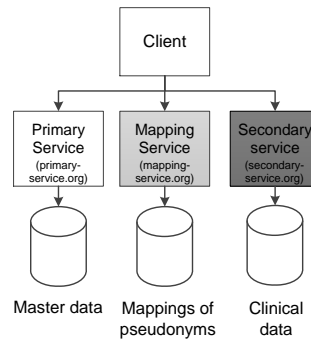 Client
Primary
Service
(primary-
service.org)
Mapping
Service
(mapping-
service.org)
Secondary
service
(secondary-
service.org)
Master data
Mappings of
pseudonyms
Clinical
data